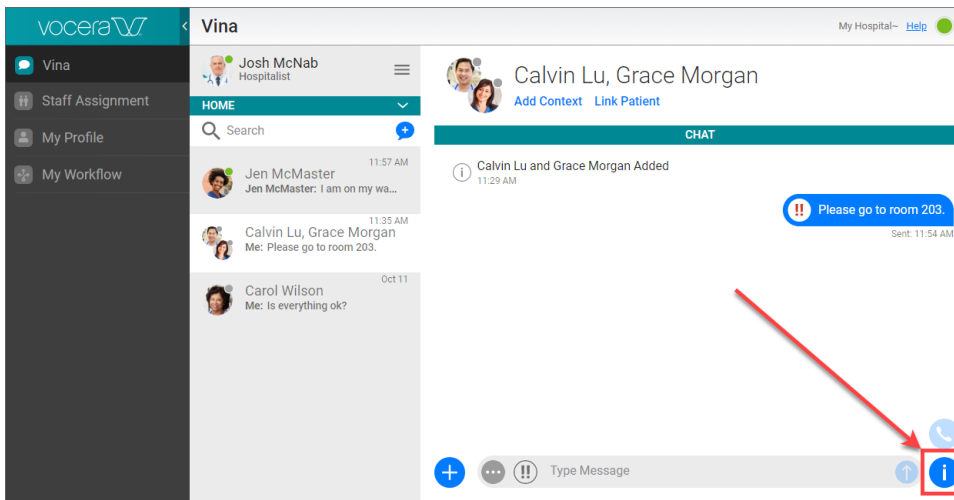 vocera
Vina
My Hospital~ Help
Vina
Staff Assignment
My Profile
My Workflow
Josh McNab
Hospitalist
HOME
Search
11:57 AM
Jen McMaster
Jen McMaster: I am on my wa...
11:35 AM
Calvin Lu, Grace Morgan
Me: Please go to room 203.
Oct 11
Carol Wilson
Me: Is everything ok?
Calvin Lu, Grace Morgan
Add Context Link Patient
CHAT
i Calvin Lu and Grace Morgan Added
11:29 AM
!! Please go to room 203.
Sent: 11:54 AM
!! Type Message
i